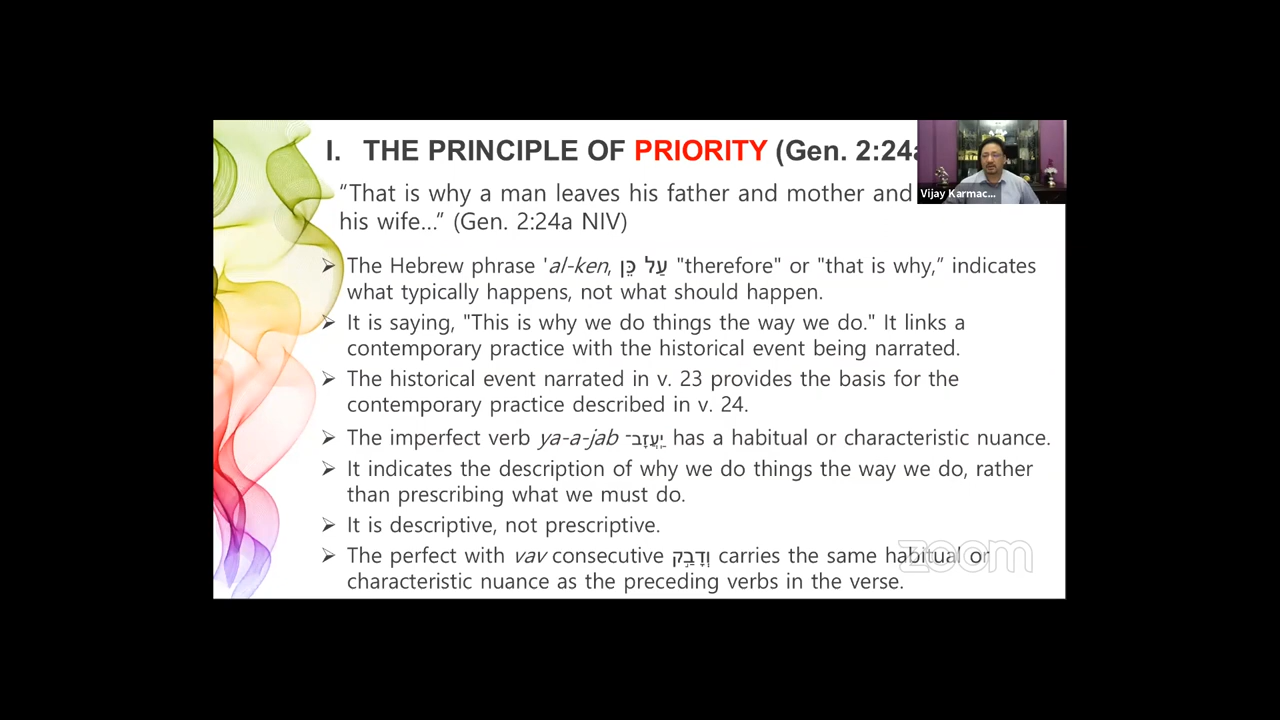 I. THE PRINCIPLE OF PRIORITY (Gen. 2:24a
"That is why a man leaves his father and mother and
his wife…" (Gen. 2:24a NIV)
➢ The Hebrew phrase 'al-ken, עַל כֵּן "therefore" or "that is why,” indicates
what typically happens, not what should happen.
➢ It is saying, "This is why we do things the way we do." It links a
contemporary practice with the historical event being narrated.
➢ The historical event narrated in v. 23 provides the basis for the
contemporary practice described in v. 24.
➢ The imperfect verb ya-a-jab יַֽעֲזָב־ has a habitual or characteristic nuance.
➢ It indicates the description of why we do things the way we do, rather
than prescribing what we must do.
➢ It is descriptive, not prescriptive.
➢ The perfect with vav consecutive וְדָבַ֣ק carries the same habitual or
characteristic nuance as the preceding verbs in the verse.
Vijay Karmac...
zoom